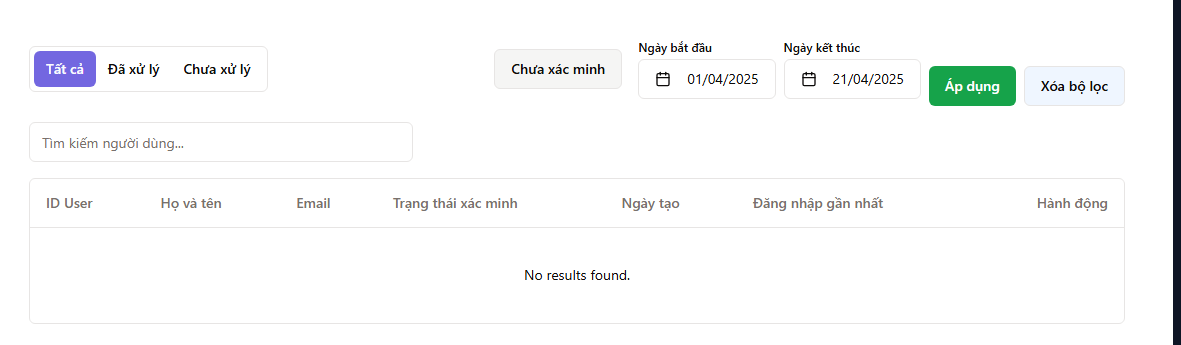 Ngày bắt đầu Ngày kết thúc
Tất cả Đã xử lý Chưa xử lý Chưa xác minh 01/04/2025 21/04/2025 Áp dụng Xóa bộ lọc
Tìm kiếm người dùng...
ID User Họ và tên Email Trạng thái xác minh Ngày tạo Đăng nhập gần nhất Hành động
No results found.